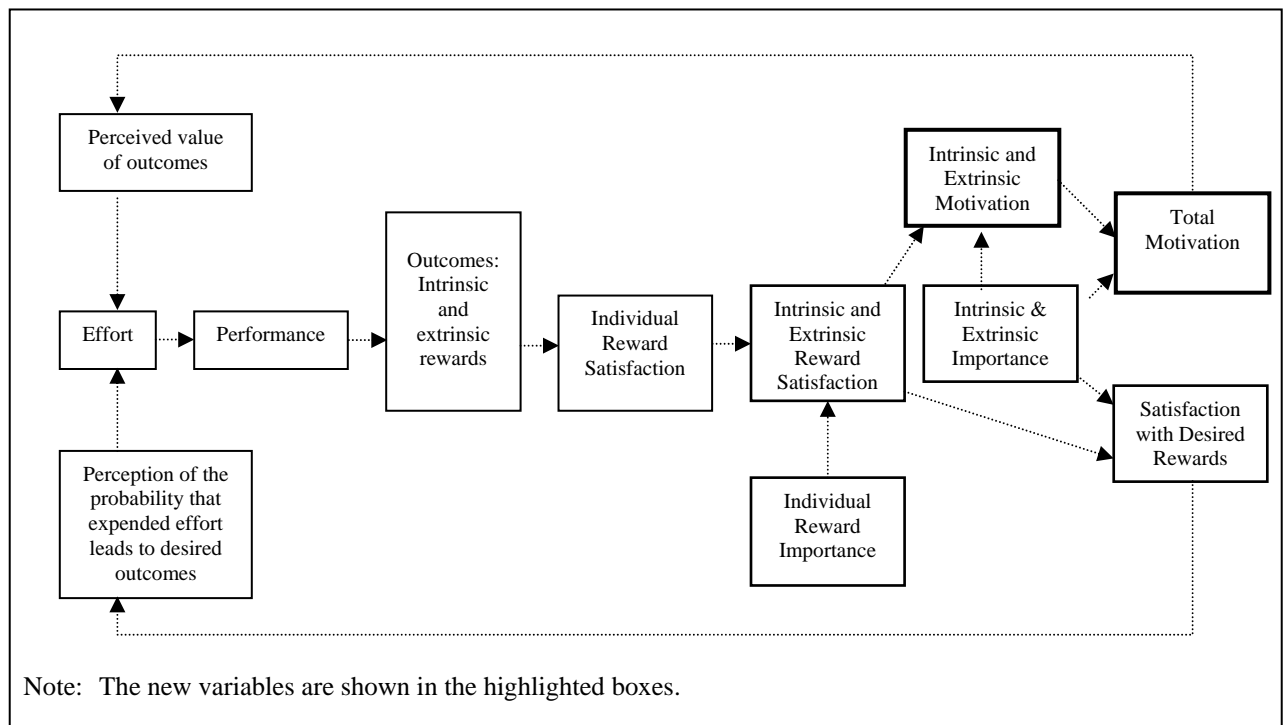 Perceived value
of outcomes
Effort
Perception of the
probability that
expended effort
leads to desired
outcomes
Performance
Outcomes:
Intrinsic
and
extrinsic
rewards
Individual
Reward
Satisfaction
Intrinsic and
Extrinsic
Reward
Satisfaction
Individual
Reward
Importance
Intrinsic and
Extrinsic
Motivation
Intrinsic &
Extrinsic
Importance
Total
Motivation
Satisfaction
with Desired
Rewards
Note: The new variables are shown in the highlighted boxes.